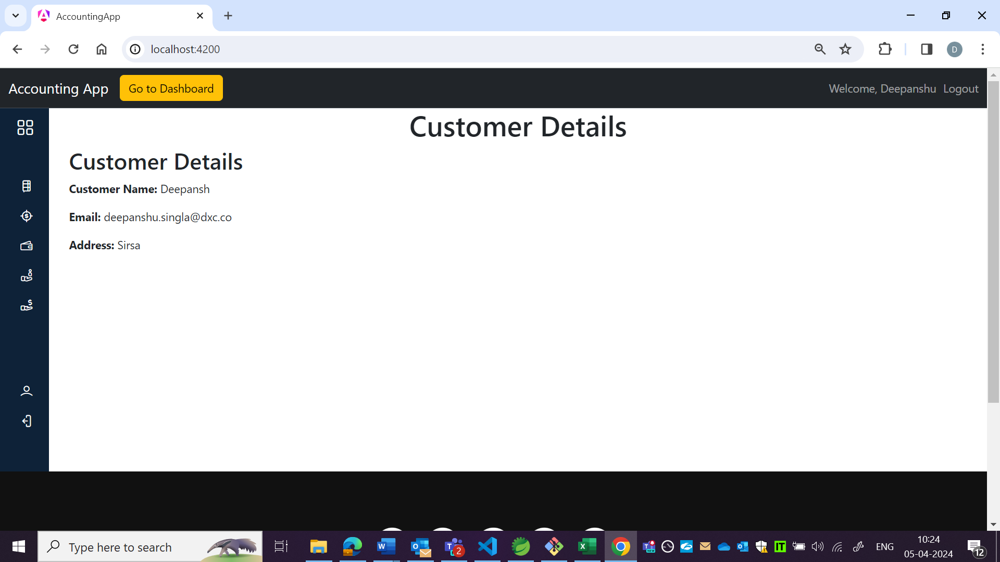 AccountingApp
localhost:4200
D
Accounting App Go to Dashboard Welcome, Deepanshu Logout
Customer Details
Customer Details
Customer Name: Deepansh
Email: deepanshu.singla@dxc.co
Address: Sirsa
Type here to search
2
ENG
10:24
05-04-2024
12